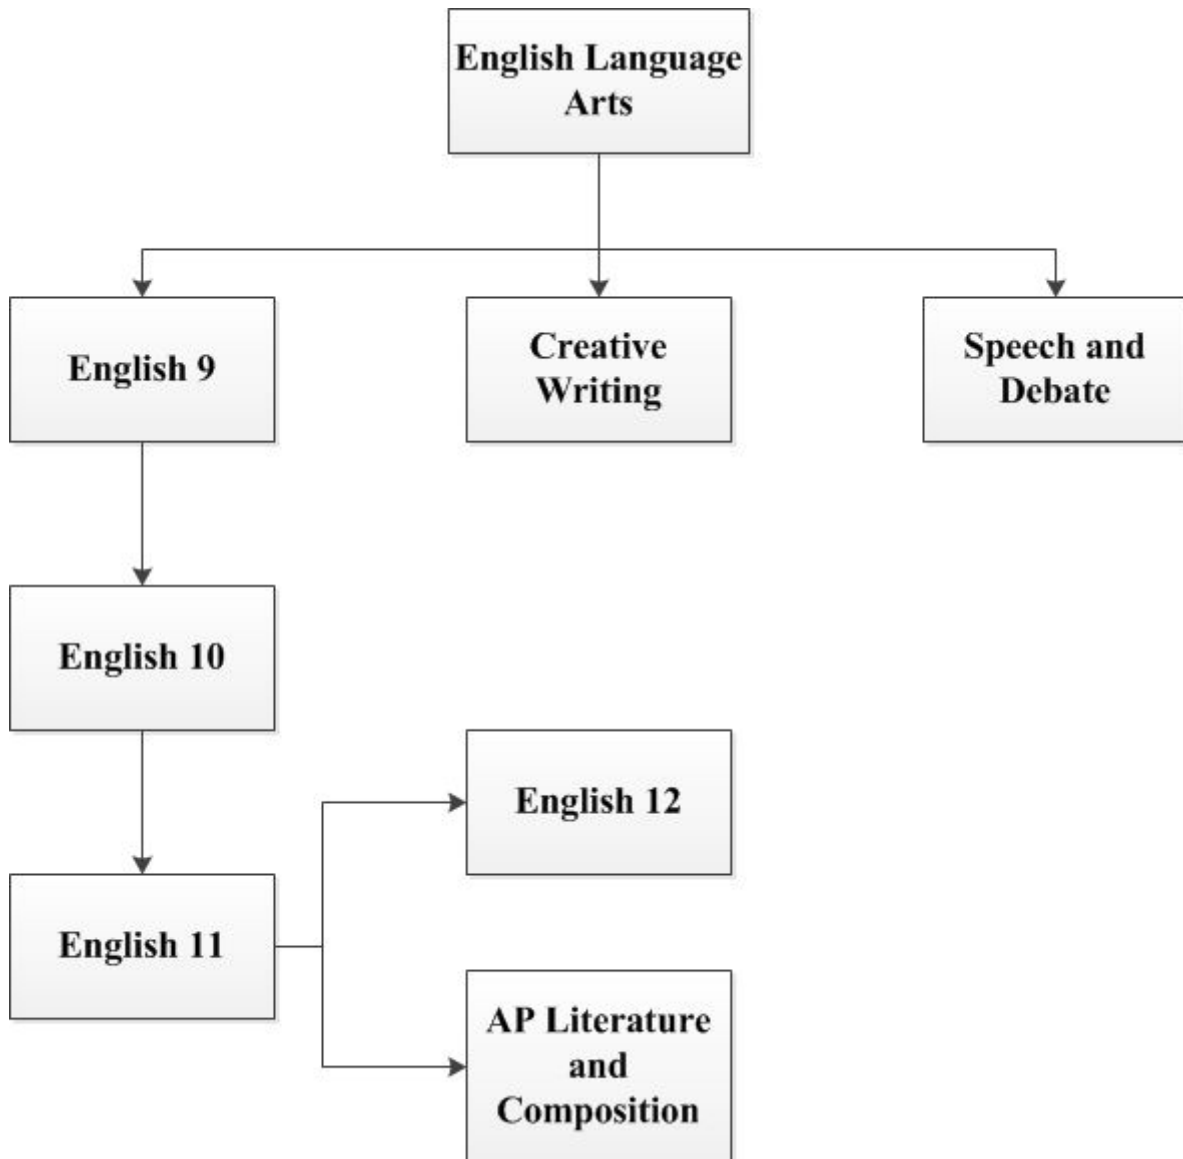 English Language
Arts
English 9
Creative
Writing
Speech and
Debate
English 10
English 12
English 11
AP Literature
and
Composition